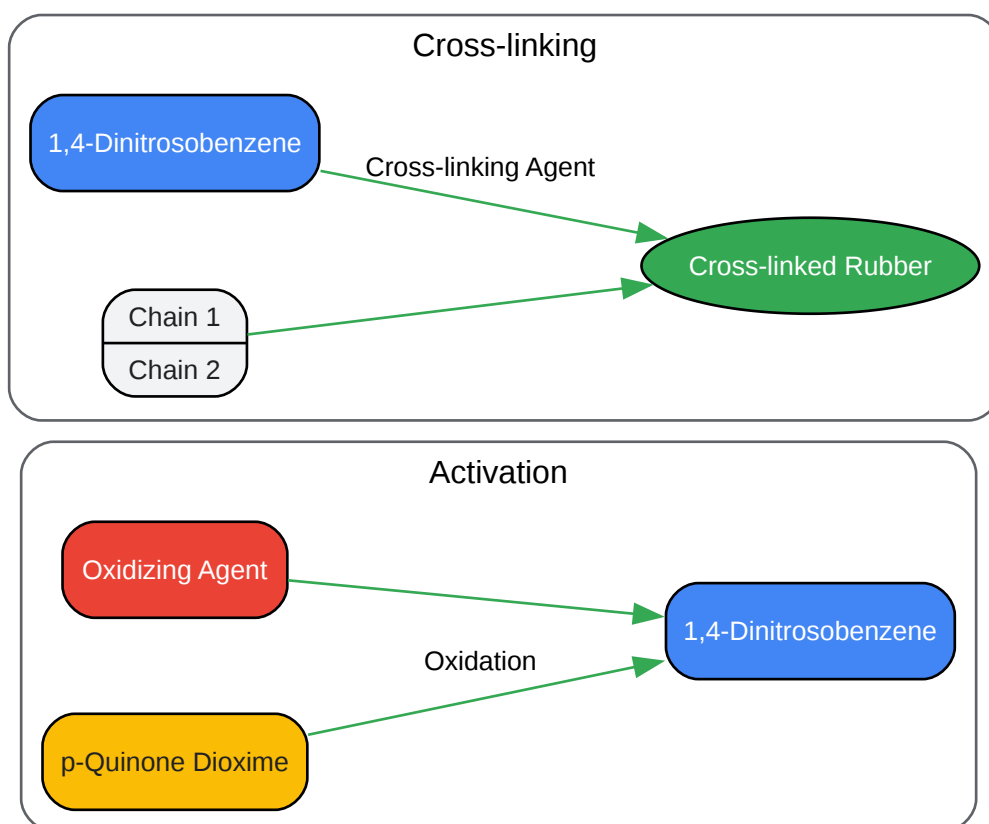 Cross-linking
1,4-Dinitrosobenzene
Cross-linking Agent
Cross-linked Rubber
Chain 1
Chain 2
Activation
Oxidizing Agent
1,4-Dinitrosobenzene
Oxidation
p-Quinone Dioxime